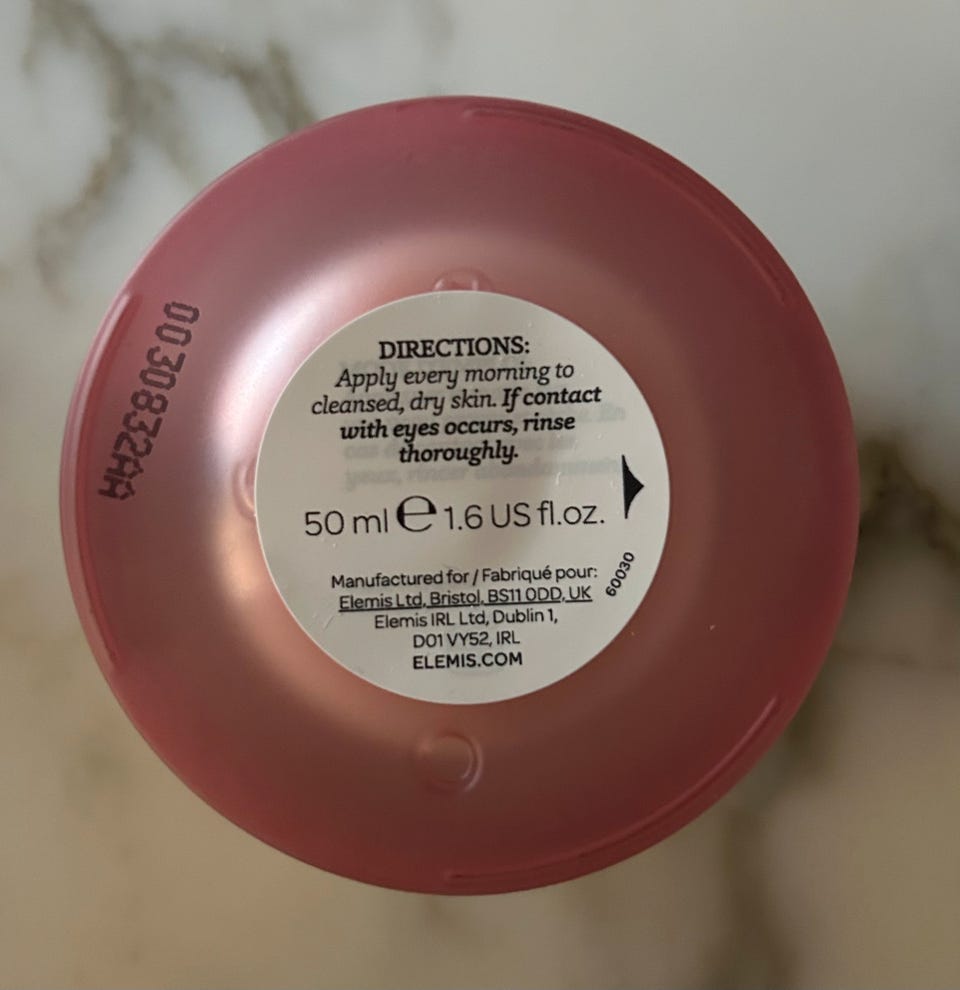 DIRECTIONS:
Apply every morning to
cleansed, dry skin. If contact
with eyes occurs, rinse
thoroughly.
50 ml ℮ 1.6 US fl.oz.
Manufactured for / Fabriqué pour:
Elemis Ltd, Bristol, BS11 0DD, UK
Elemis IRL Ltd, Dublin 1,
D01 VY52, IRL
ELEMIS.COM
60030
0030832AA